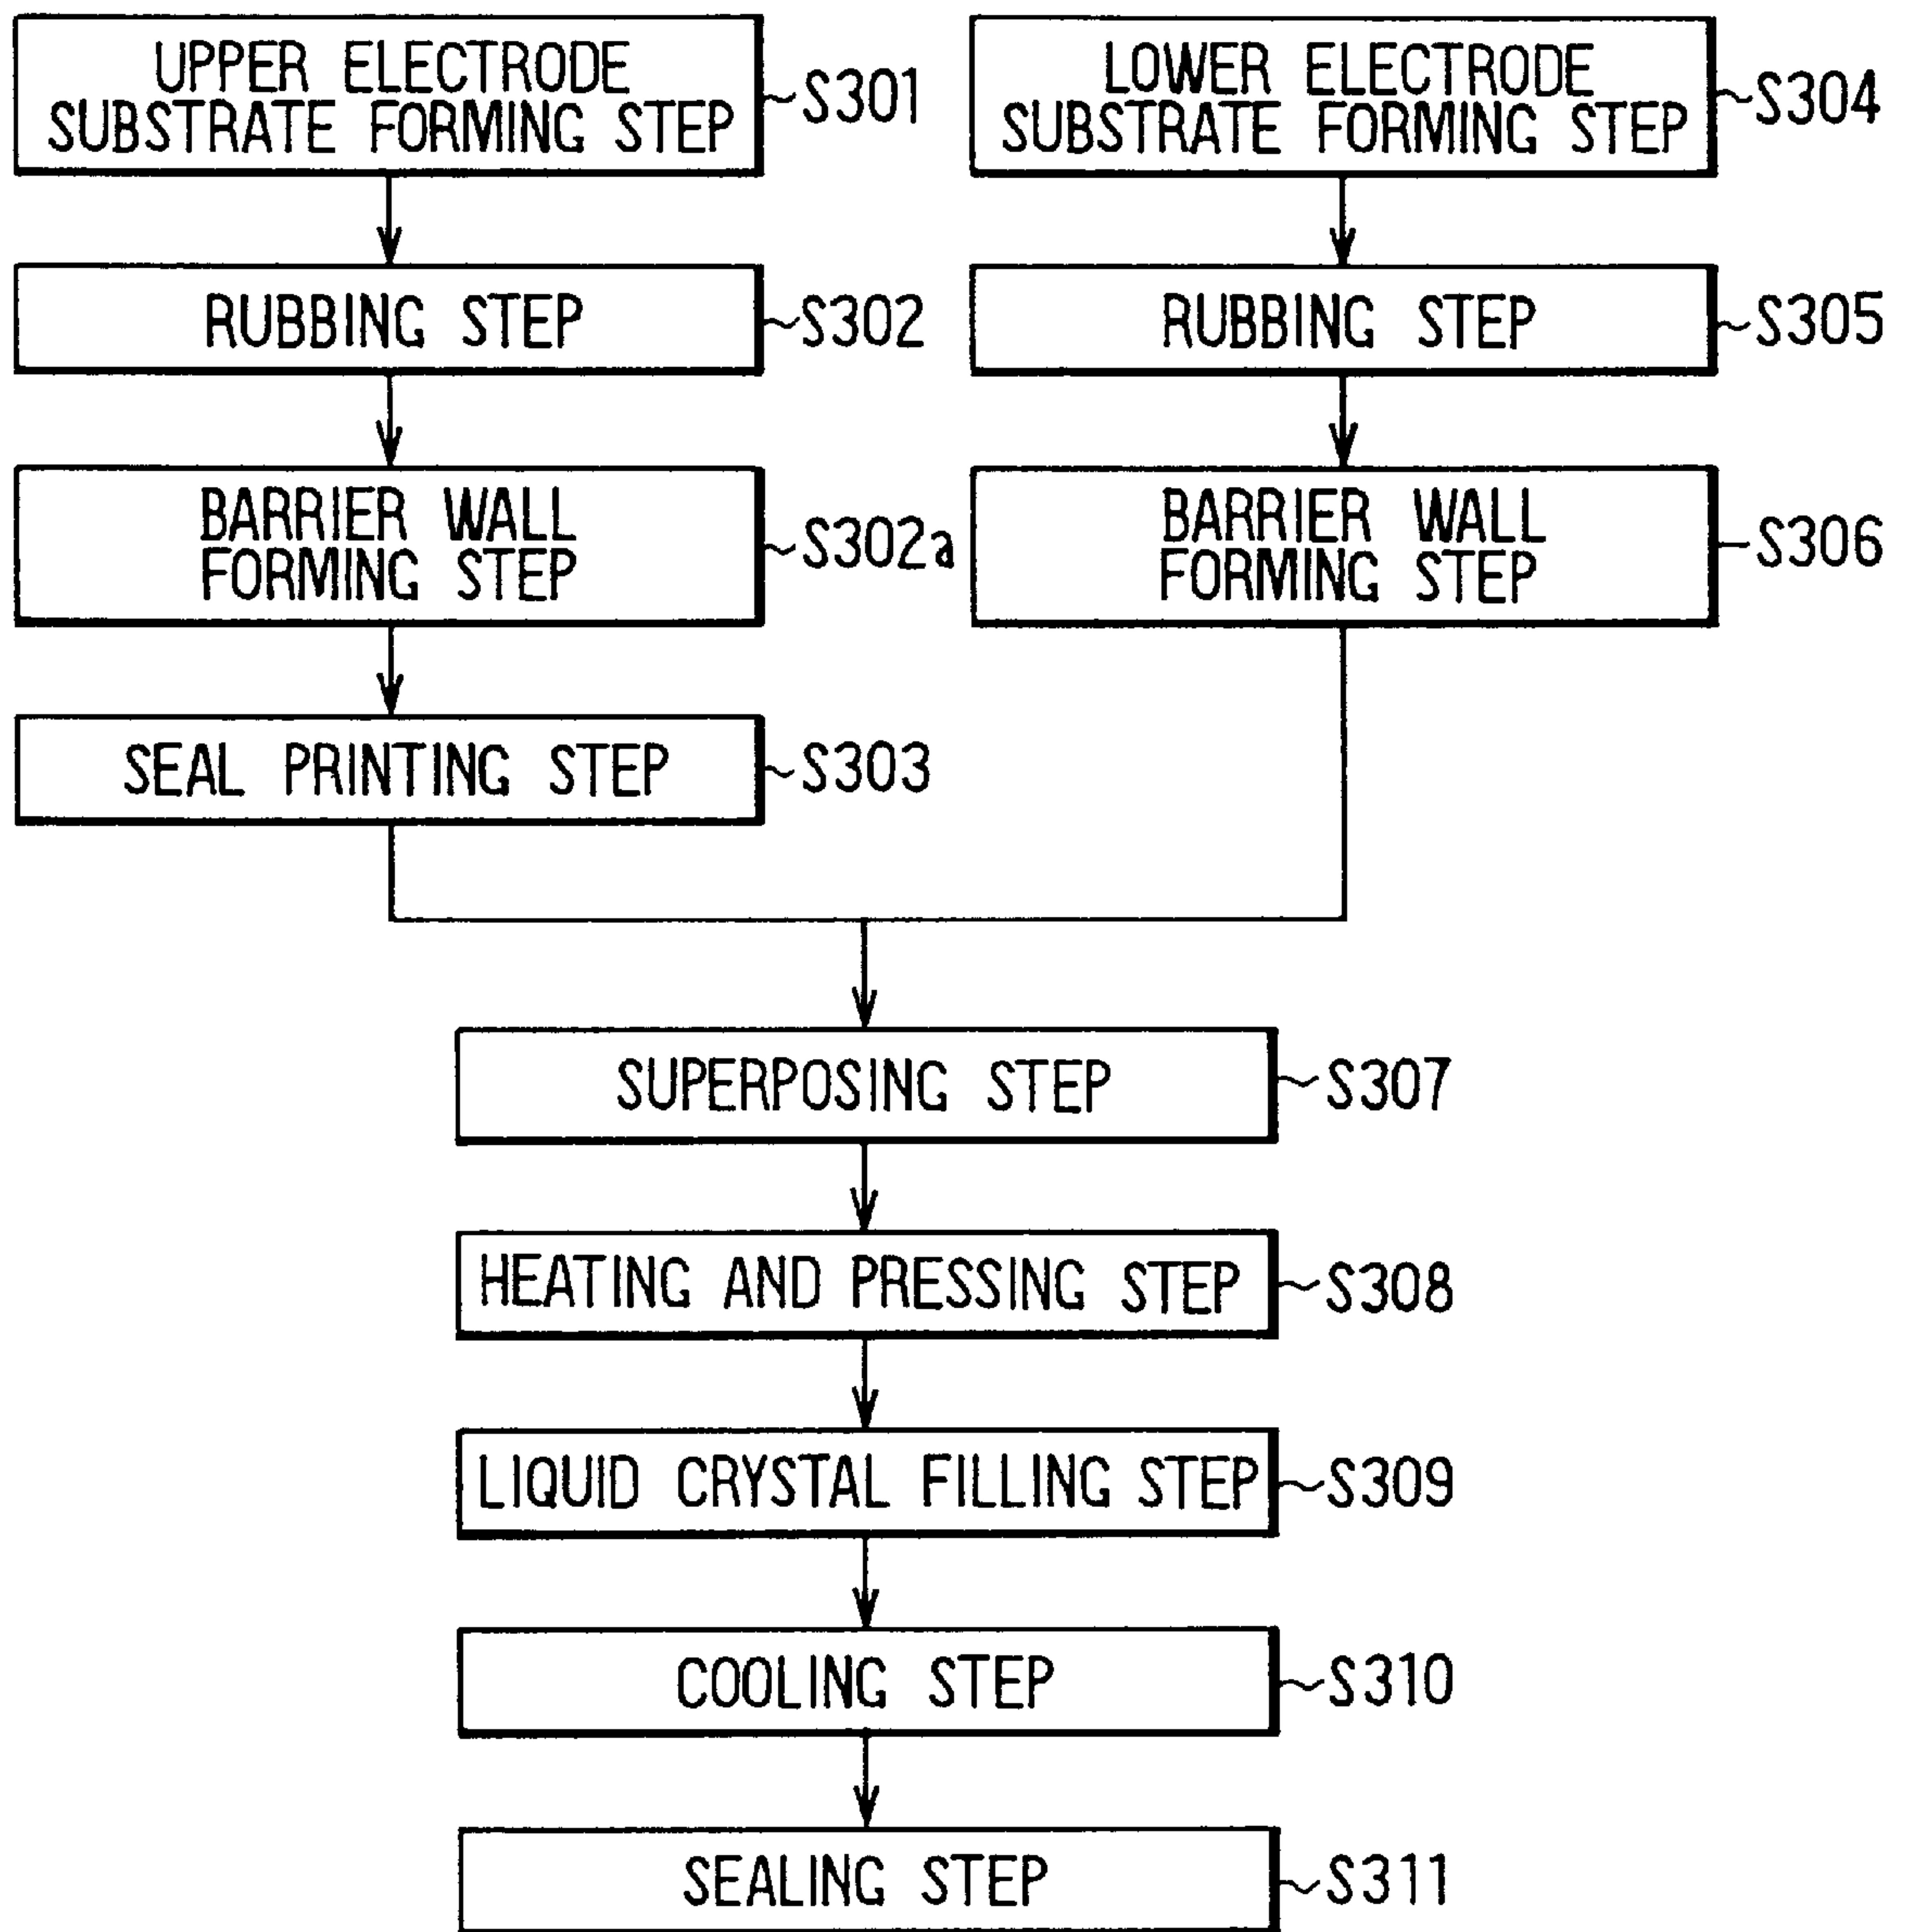 UPPER ELECTRODE
SUBSTRATE FORMING STEP
S301
RUBBING STEP
S302
BARRIER WALL
FORMING STEP
S302a
SEAL PRINTING STEP
S303
LOWER ELECTRODE
SUBSTRATE FORMING STEP
S304
RUBBING STEP
S305
BARRIER WALL
FORMING STEP
S306
SUPERPOSING STEP
S307
HEATING AND PRESSING STEP
S308
LIQUID CRYSTAL FILLING STEP
S309
COOLING STEP
S310
SEALING STEP
S311